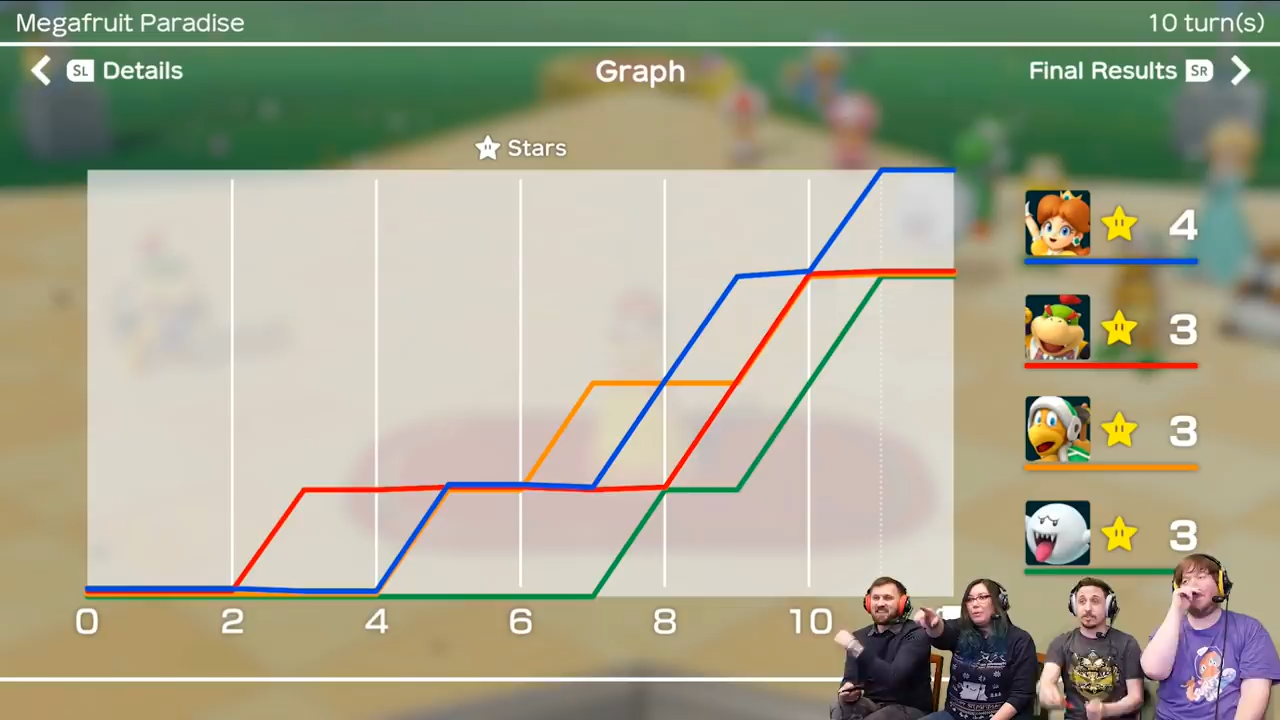 Megafruit Paradise
10 turn(s)
SL Details
Graph
Final Results SR
Stars
4
3
3
3
0 2 4 6 8 10